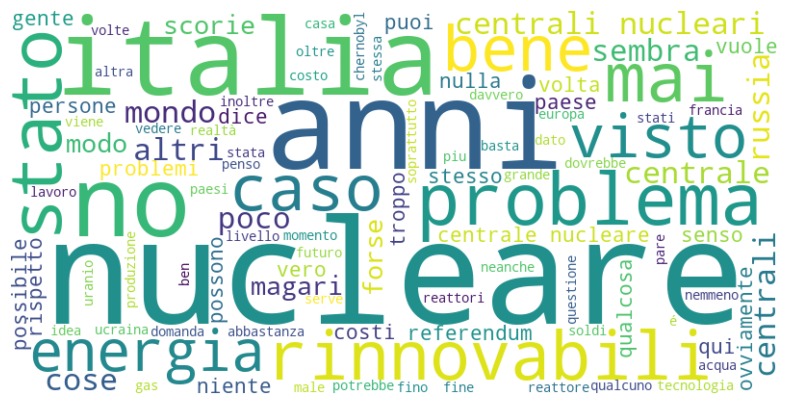 gente
volte
italia
scorie
casa
oltre
costo
chernobyl
stessa
puoi
centrali nucleari
bene
sembra
vuole
altra
nulla
volta
mai
stato
persone
viene
modo
problemi
mondo
dice
inoltre
vedere
realtà
altri
stata
penso
anni
soprattutto
davvero
paese
europa
stati
francia
russia
piu
basta
dato
visto
dovrebbe
lavoro
paesi
no
caso
poco
livello
momento
futuro
troppo
stesso
grande
centrale
problema
forse
vero
centrale nucleare
senso
possibile
rispetto
uranio
produzione
ben
possono
magari
serve
nucleare
reattori
neanche
questione
qualcosa
pare
nemmeno
ovviamente
centrali
idea
ucraina
domanda
abbastanza
costi
referendum
soldi
é
qui
acqua
energia
rinnovabili
cose
gas
niente
male
potrebbe
fino
fine
reattore
qualcuno
tecnologia